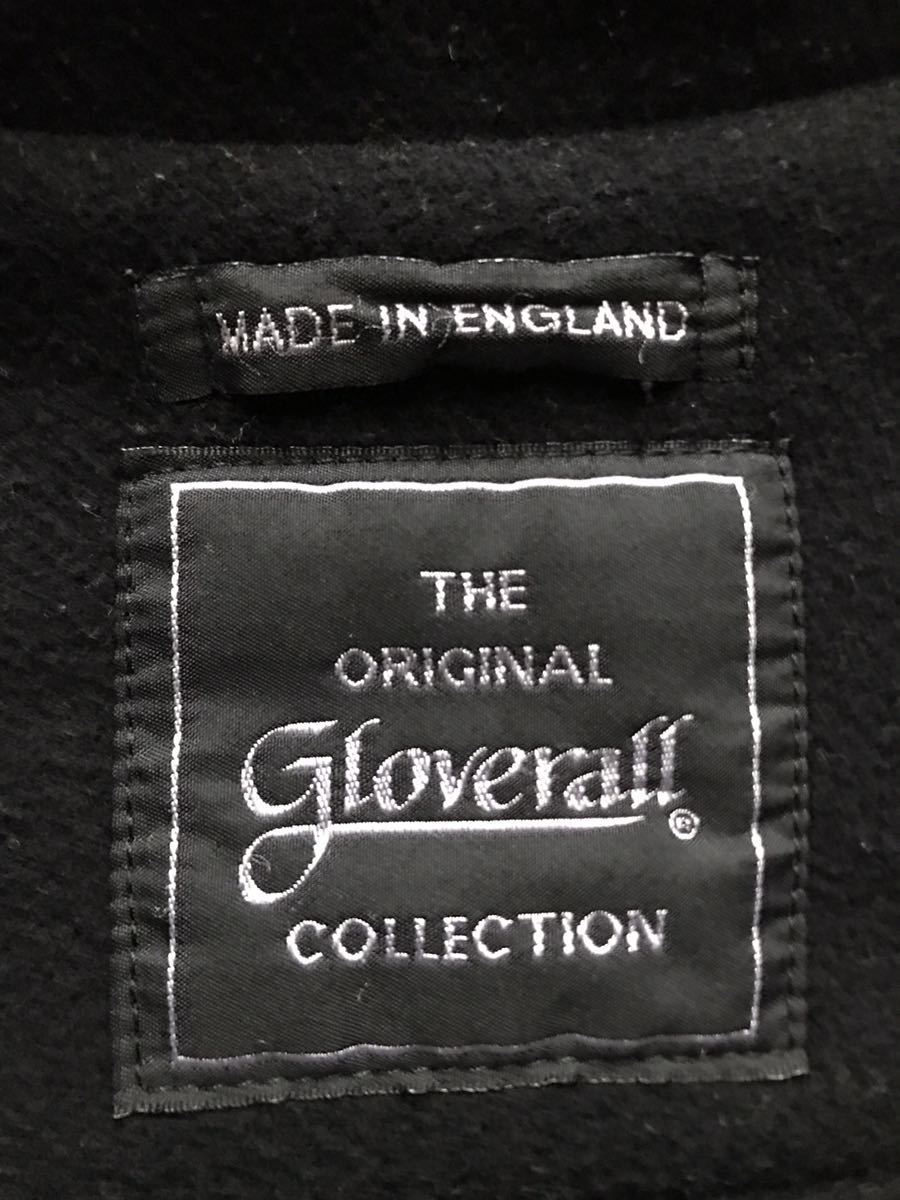 MADE IN ENGLAND
THE
ORIGINAL
Gloverall®
COLLECTION